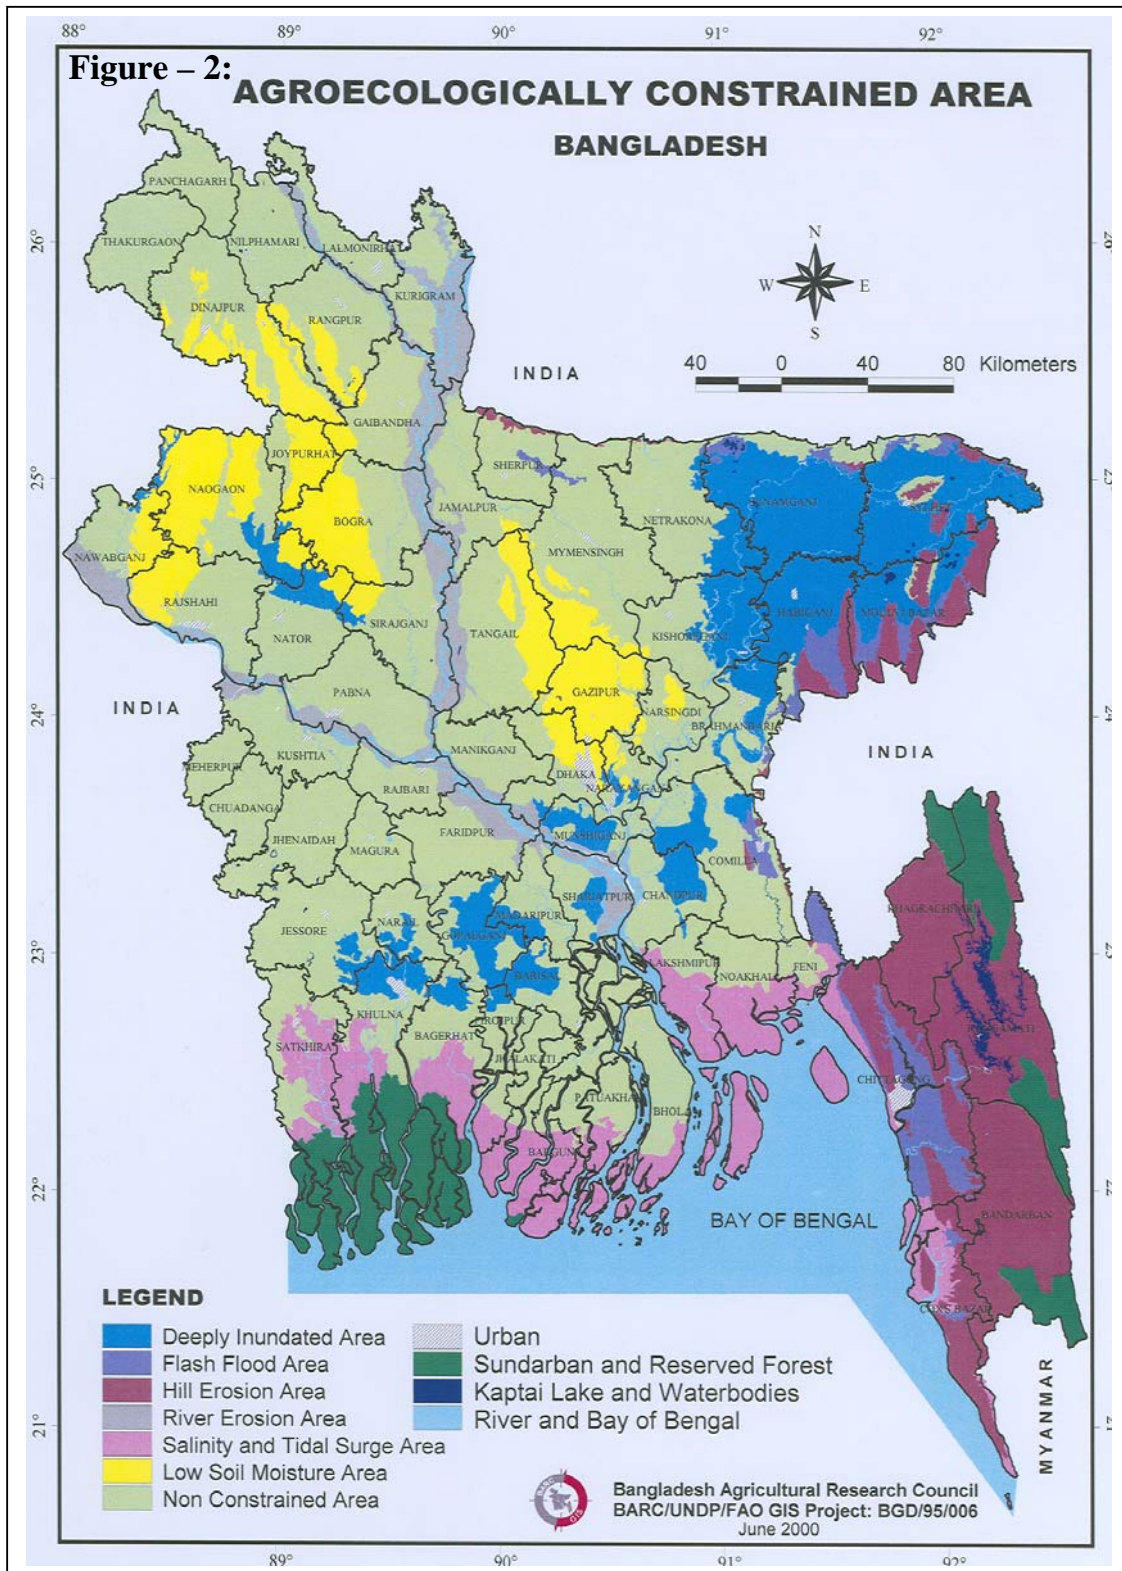 88° 89° 90° 91° 92°
Figure – 2:
AGROECOLOGICALLY CONSTRAINED AREA
BANGLADESH
PANCHAGARH
THAKURGAON
NILPHAMARI
LALMONIRHAT
26°
N
W E
S
DINAJPUR
RANGPUR
KURIGRAM
40 0 40 80 Kilometers
INDIA
GAIBANDHA
JOYPURHAT
SHERPUR
25°
NAOGAON
JAMALPUR
SUNAMGANJ
SYLHET
BOGRA
NETRAKONA
NAWABGANJ
MYMENSINGH
RAJSHAHI
HABIGANJ
MOULVI BAZAR
NATOR
SIRAJGANJ
TANGAIL
KISHOREGANJ
PABNA
GAZIPUR
INDIA
24°
NARSINGDI
BRAHMANBARIA
KUSHTIA
MANIKGANJ
INDIA
MEHERPUR
DHAKA
RAJBARI
NARAYANGANJ
CHUADANGA
JHENAIDAH
FARIDPUR
MUNSHIGANJ
MAGURA
COMILLA
SHARIATPUR
CHANDPUR
KHAGRACHHARI
JESSORE
NARAIL
MADARIPUR
GOPALGANJ
23°
LAKSHMIPUR
NOAKHALI
FENI
BARISAL
KHULNA
PIROJPUR
RANGAMATI
SATKHIRA
BAGERHAT
JHALAKATI
CHITTAGONG
PATUAKHALI
BHOLA
BARGUNA
22°
BAY OF BENGAL
BANDARBAN
COX'S BAZAR
LEGEND
Deeply Inundated Area
Flash Flood Area
Hill Erosion Area
River Erosion Area
Salinity and Tidal Surge Area
Low Soil Moisture Area
Non Constrained Area
Urban
Sundarban and Reserved Forest
Kaptai Lake and Waterbodies
River and Bay of Bengal
MYANMAR
21°
BARC
GIS
Bangladesh Agricultural Research Council
BARC/UNDP/FAO GIS Project: BGD/95/006
June 2000
89° 90° 91° 92°